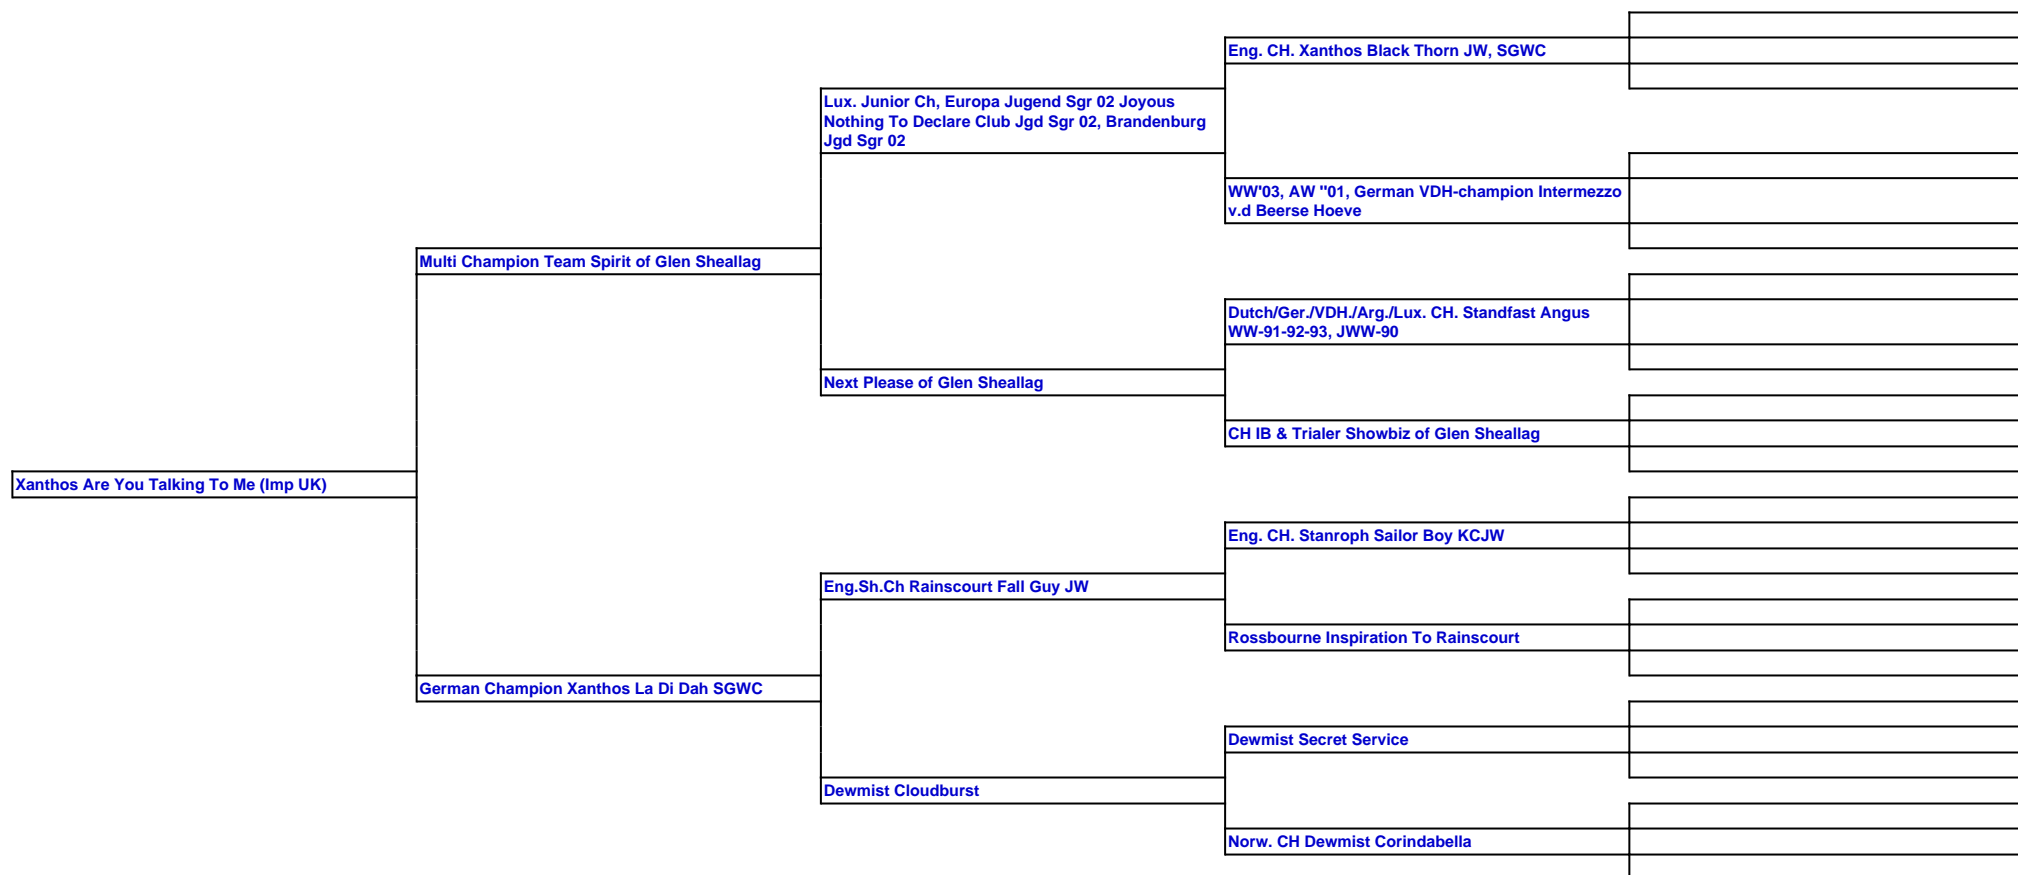 Eng. CH. Xanthos Black Thorn JW, SGWC
Lux. Junior Ch, Europa Jugend Sgr 02 Joyous
Nothing To Declare Club Jgd Sgr 02, Brandenburg
Jgd Sgr 02
WW'03, AW "01, German VDH-champion Intermezzo
v.d Beerse Hoeve
Multi Champion Team Spirit of Glen Sheallag
Dutch/Ger./VDH./Arg./Lux. CH. Standfast Angus
WW-91-92-93, JWW-90
Next Please of Glen Sheallag
CH IB & Trialer Showbiz of Glen Sheallag
Xanthos Are You Talking To Me (Imp UK)
Eng. CH. Stanroph Sailor Boy KCJW
Eng.Sh.Ch Rainscourt Fall Guy JW
Rossbourne Inspiration To Rainscourt
German Champion Xanthos La Di Dah SGWC
Dewmist Secret Service
Dewmist Cloudburst
Norw. CH Dewmist Corindabella